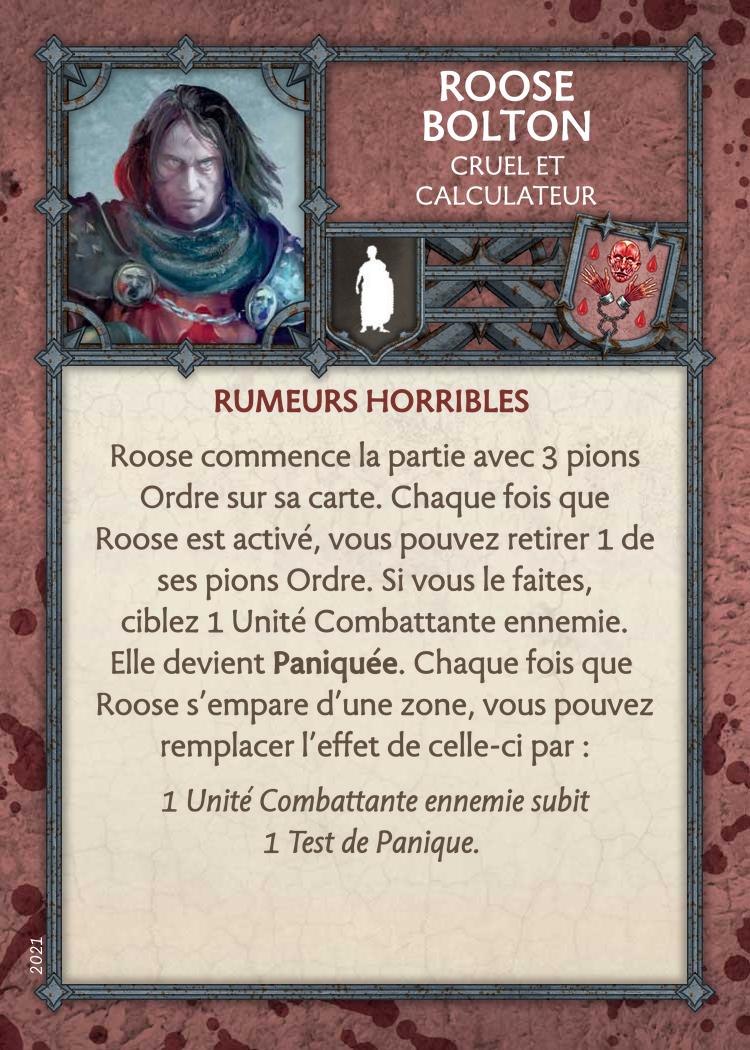 ROOSE
BOLTON
CRUEL ET
CALCULATEUR
RUMEURS HORRIBLES
Roose commence la partie avec 3 pions
Ordre sur sa carte. Chaque fois que
Roose est activé, vous pouvez retirer 1 de
ses pions Ordre. Si vous le faites,
ciblez 1 Unité Combattante ennemie.
Elle devient Paniquée. Chaque fois que
Roose s’empare d’une zone, vous pouvez
remplacer l’effet de celle-ci par :
1 Unité Combattante ennemie subit
1 Test de Panique.
2021